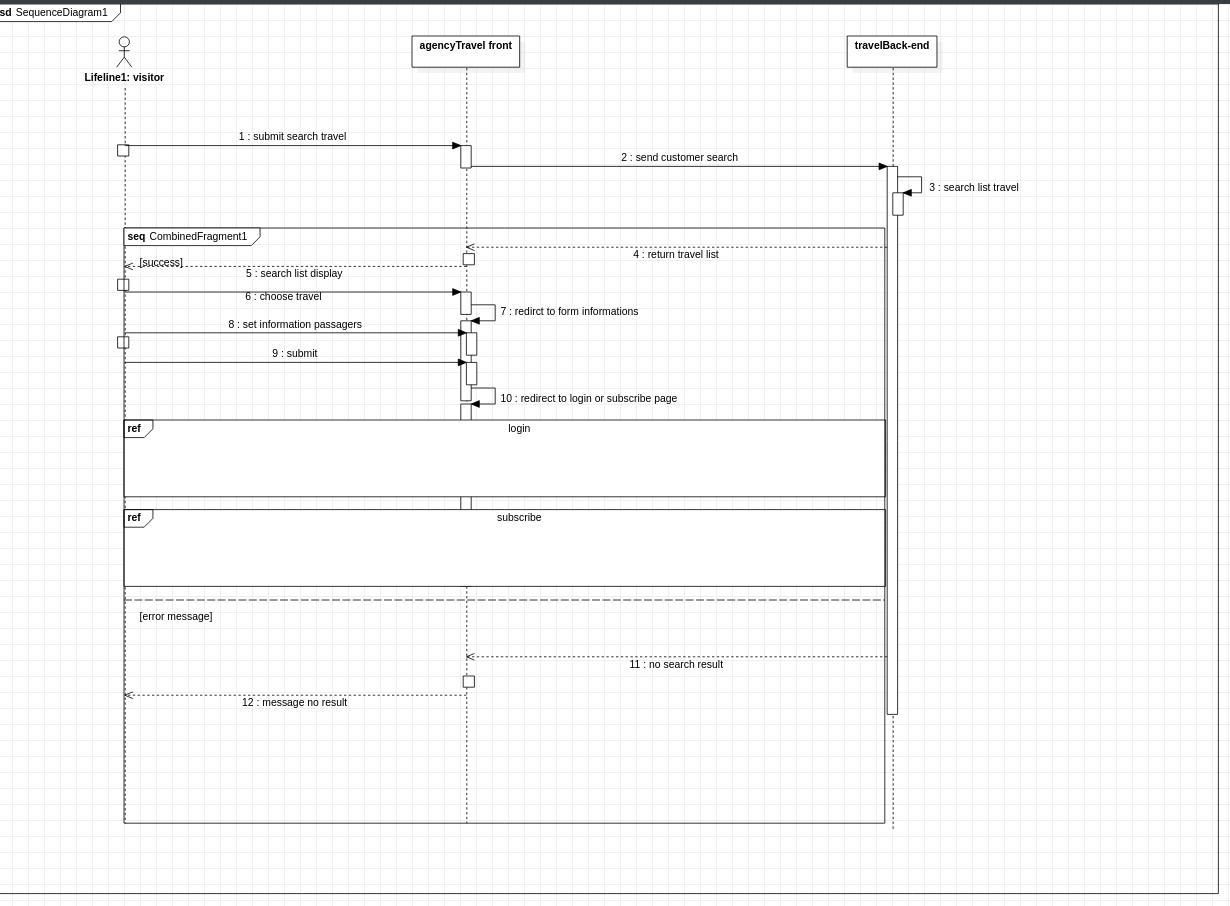 sd SequenceDiagram1
Lifeline1: visitor
agencyTravel front
travelBack-end
1 : submit search travel
2 : send customer search
3 : search list travel
seq CombinedFragment1
4 : return travel list
[success]
5 : search list display
6 : choose travel
7 : redirct to form informations
8 : set information passagers
9 : submit
10 : redirect to login or subscribe page
ref login
ref subscribe
[error message]
11 : no search result
12 : message no result